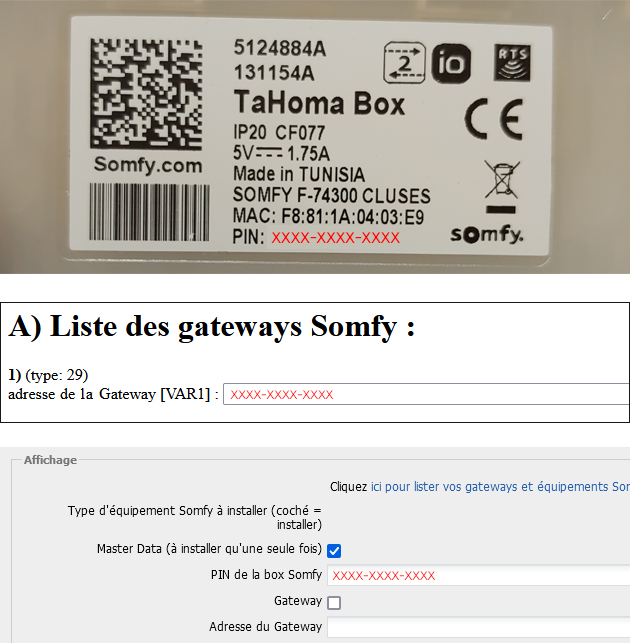 5124884A
131154A
2
io
RTS
TaHoma Box
IP20 CF077
5V 1.75A
Made in TUNISIA
SOMFY F-74300 CLUSES
MAC: F8:81:1A:04:03:E9
PIN: XXXX-XXXX-XXXX
Somfy.com
CE
somfy.
A) Liste des gateways Somfy :
1) (type: 29)
adresse de la Gateway [VAR1] : XXXX-XXXX-XXXX
Affichage
Cliquez ici pour lister vos gateways et équipements Som
Type d'équipement Somfy à installer (coché =
installer)
Master Data (à installer qu'une seule fois)
PIN de la box Somfy XXXX-XXXX-XXXX
Gateway
Adresse du Gateway